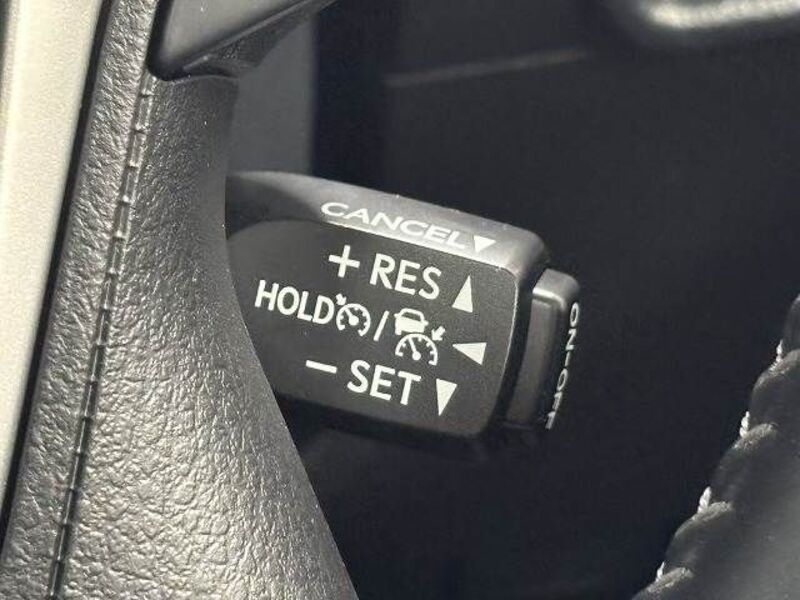 CANCEL▼
+ RES ▲
HOLD / ◀
- SET ▼
ON-OFF